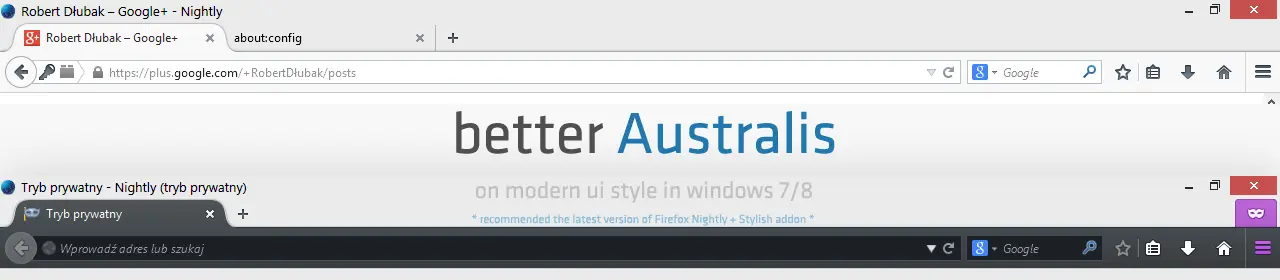 Robert Dłubak – Google+ - Nightly
Robert Dłubak – Google+
about:config
https://plus.google.com/+RobertDłubak/posts
Google
better Australis
on modern ui style in windows 7/8
Tryb prywatny - Nightly (tryb prywatny)
Tryb prywatny
* recommended the latest version of Firefox Nightly + Stylish addon *
Wprowadź adres lub szukaj
Google